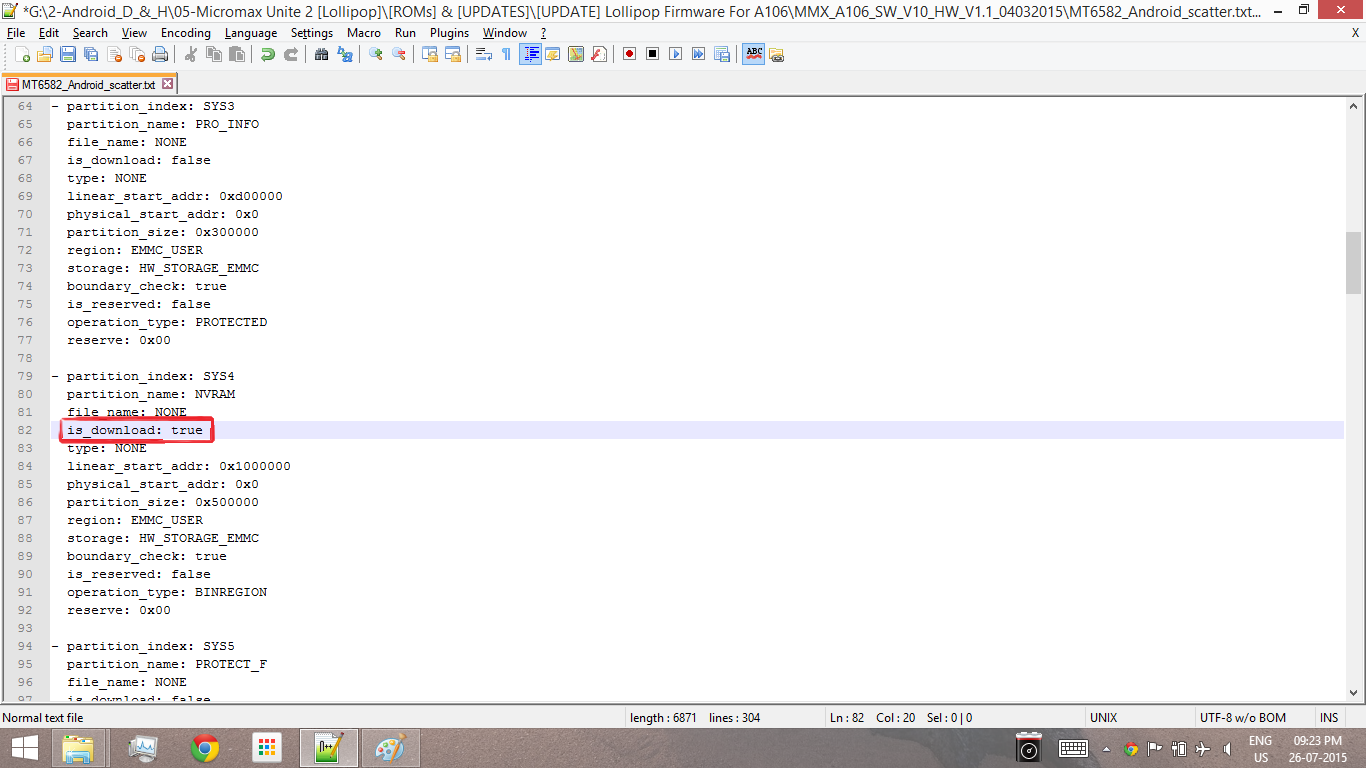 *G:\2-Android_D_&_H\05-Micromax Unite 2 [Lollipop]\[ROMs] & [UPDATES]\[UPDATE] Lollipop Firmware For A106\MMX_A106_SW_V10_HW_V1.1_04032015\MT6582_Android_scatter.txt...
File Edit Search View Encoding Language Settings Macro Run Plugins Window ? X
ABC
MT6582_Android_scatter.txt
64 - partition_index: SYS3
65 partition_name: PRO_INFO
66 file_name: NONE
67 is_download: false
68 type: NONE
69 linear_start_addr: 0xd00000
70 physical_start_addr: 0x0
71 partition_size: 0x300000
72 region: EMMC_USER
73 storage: HW_STORAGE_EMMC
74 boundary_check: true
75 is_reserved: false
76 operation_type: PROTECTED
77 reserve: 0x00
78
79 - partition_index: SYS4
80 partition_name: NVRAM
81 file_name: NONE
82 is_download: true
83 type: NONE
84 linear_start_addr: 0x1000000
85 physical_start_addr: 0x0
86 partition_size: 0x500000
87 region: EMMC_USER
88 storage: HW_STORAGE_EMMC
89 boundary_check: true
90 is_reserved: false
91 operation_type: BINREGION
92 reserve: 0x00
93
94 - partition_index: SYS5
95 partition_name: PROTECT_F
96 file_name: NONE
97 is_download: false
Normal text file length : 6871 lines : 304 Ln : 82 Col : 20 Sel : 0 | 0 UNIX UTF-8 w/o BOM INS
ENG 09:23 PM
US 26-07-2015